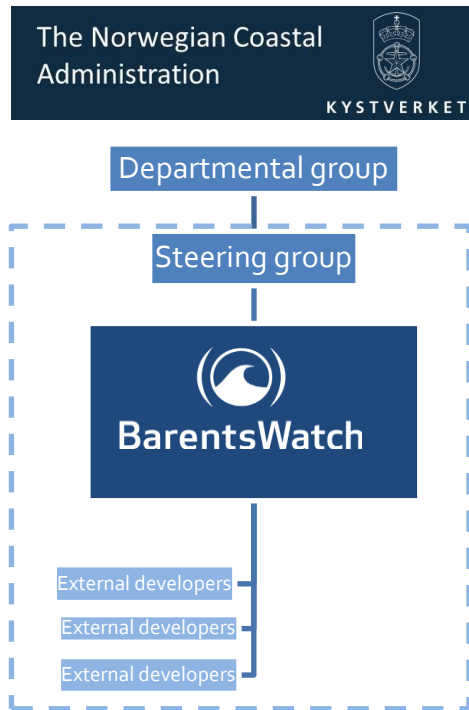 The Norwegian Coastal
Administration
KYSTVERKET
Departmental group
Steering group
BarentsWatch
External developers
External developers
External developers